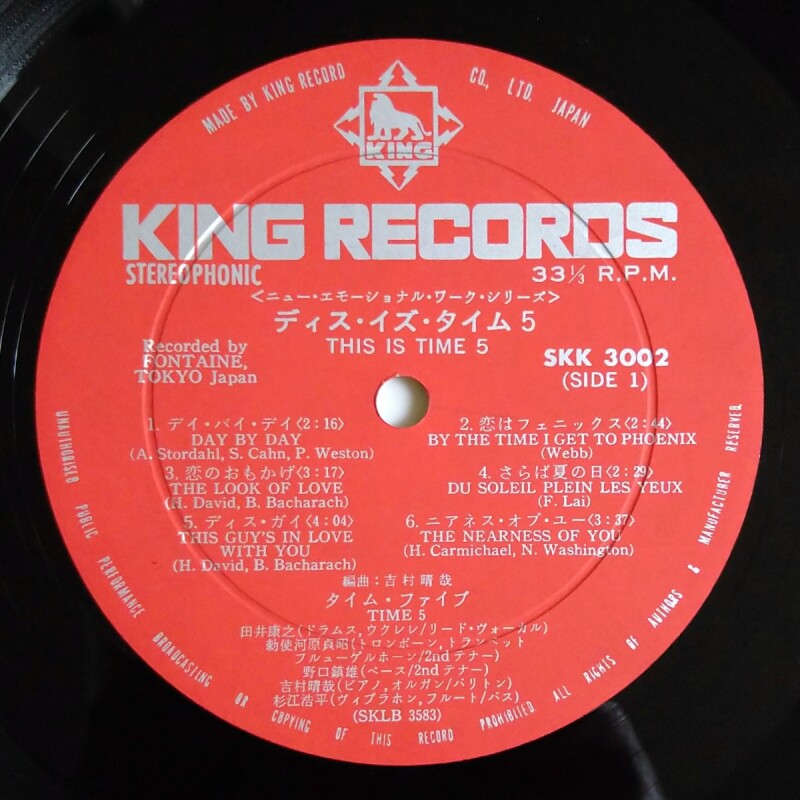 MADE BY KING RECORD CO., LTD. JAPAN
KING
KING RECORDS
STEREOPHONIC
33⅓ R.P.M.
<ニュー・エモーショナル・ワーク・シリーズ>
ディス・イズ・タイム 5
THIS IS TIME 5
Recorded by
FONTAINE,
TOKYO Japan
SKK 3002
(SIDE 1)
1. デイ・バイ・デイ〈2:16〉
DAY BY DAY
(A. Stordahl, S. Cahn, P. Weston)
2. 恋はフェニックス〈2:44〉
BY THE TIME I GET TO PHOENIX
(Webb)
3. 恋のおもかげ〈3:17〉
THE LOOK OF LOVE
(H. David, B. Bacharach)
4. さらば夏の日〈2:29〉
DU SOLEIL PLEIN LES YEUX
(F. Lai)
5. ディス・ガイ〈4:04〉
THIS GUY'S IN LOVE
WITH YOU
(H. David, B. Bacharach)
6. ニアネス・オブ・ユー〈3:37〉
THE NEARNESS OF YOU
(H. Carmichael, N. Washington)
編曲：吉村晴哉
タイム・ファイブ
TIME 5
田井康之(ドラムス, ウクレレ/リード・ヴォーカル)
勅使河原貞昭(トロンボーン, トランペット
フルューゲルホーン/2nd テナー)
野口鎮雄(ベース/2nd テナー)
吉村晴哉(ピアノ, オルガン/バリトン)
杉江浩平(ヴィブラホン, フルート/バス)
(SKLB 3583)
UNAUTHORISED PUBLIC PERFORMANCE BROADCASTING OR COPYING OF THIS RECORD PROHIBITED. ALL RIGHTS OF AUTHORS & MANUFACTURER RESERVED.